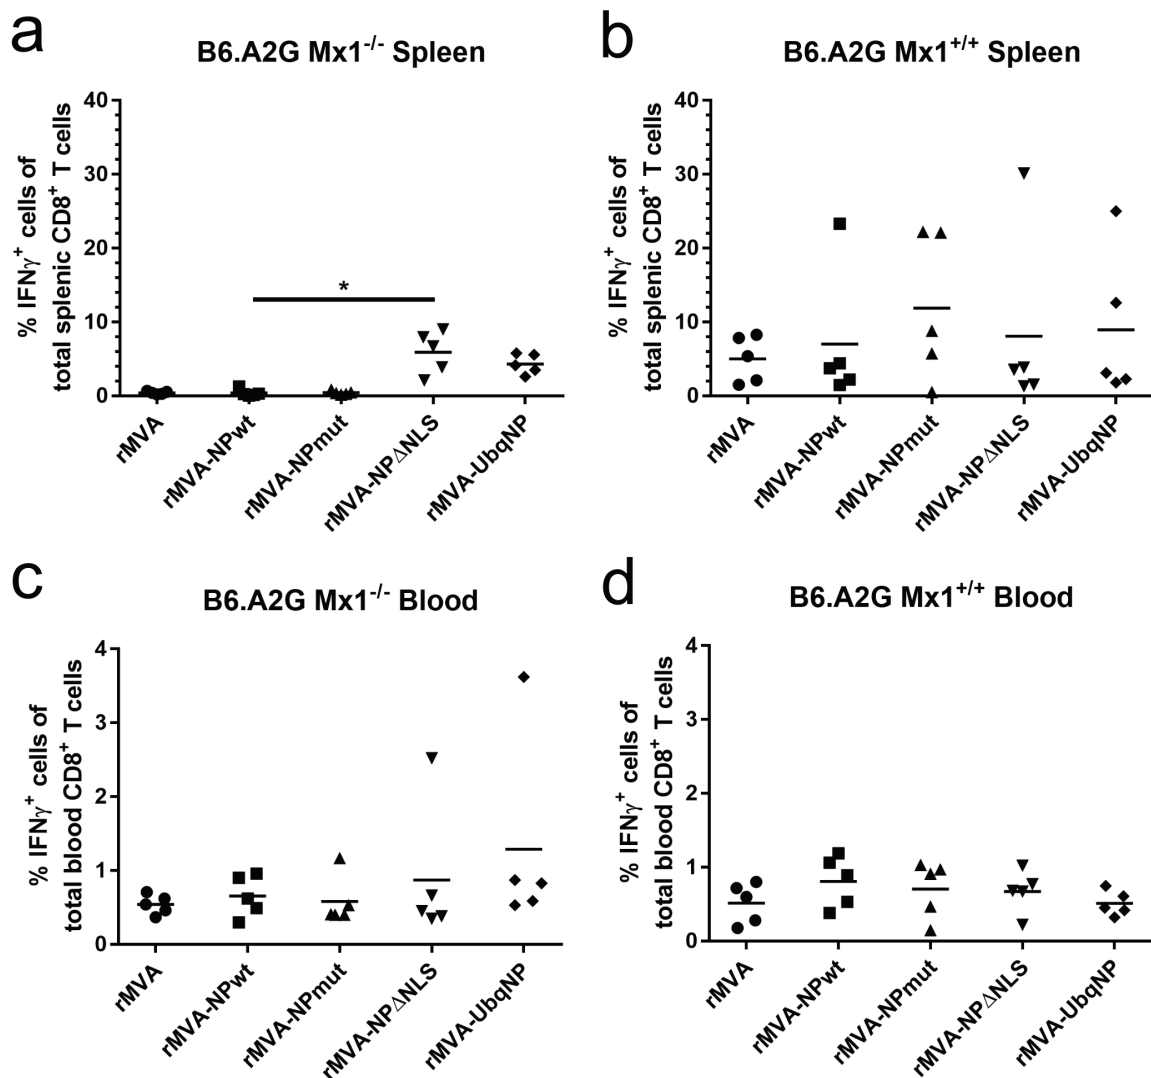 a
B6.A2G Mx1-/- Spleen
% IFNγ+ cells of
total splenic CD8+ T cells
40
30
20
10
0
*
rMVA
rMVA-NPwt
rMVA-NPmut
rMVA-NPΔNLS
rMVA-UbqNP
b
B6.A2G Mx1+/+ Spleen
% IFNγ+ cells of
total splenic CD8+ T cells
40
30
20
10
0
rMVA
rMVA-NPwt
rMVA-NPmut
rMVA-NPΔNLS
rMVA-UbqNP
c
B6.A2G Mx1-/- Blood
% IFNγ+ cells of
total blood CD8+ T cells
4
3
2
1
0
rMVA
rMVA-NPwt
rMVA-NPmut
rMVA-NPΔNLS
rMVA-UbqNP
d
B6.A2G Mx1+/+ Blood
% IFNγ+ cells of
total blood CD8+ T cells
4
3
2
1
0
rMVA
rMVA-NPwt
rMVA-NPmut
rMVA-NPΔNLS
rMVA-UbqNP